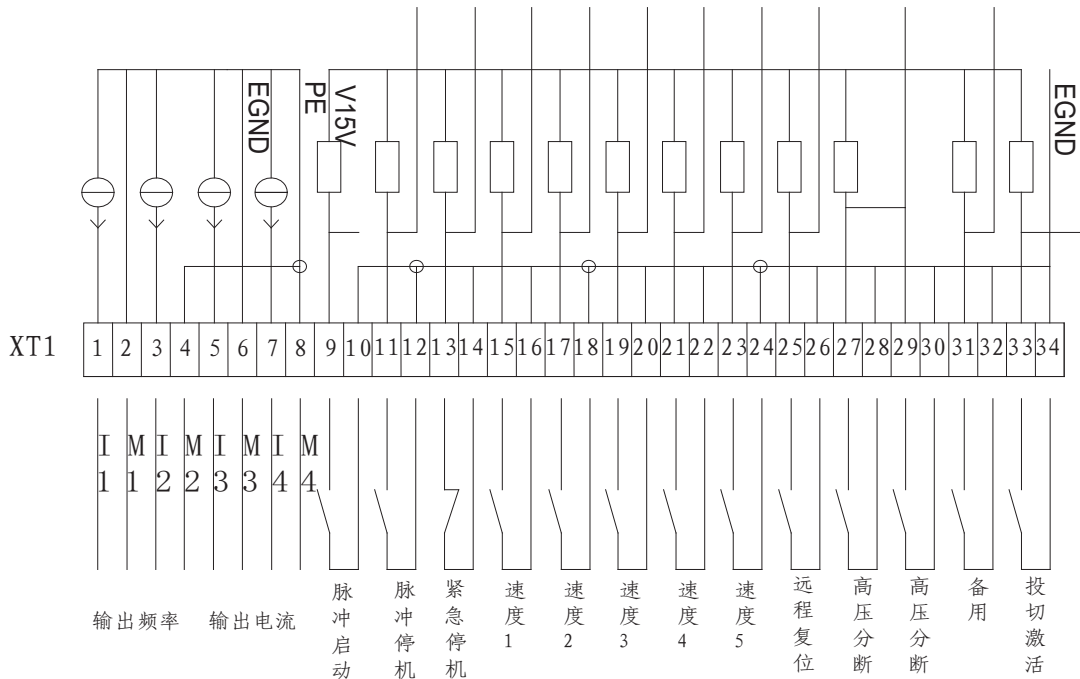 EGND
PE
V15V
EGND
XT1 1 2 3 4 5 6 7 8 9 10 11 12 13 14 15 16 17 18 19 20 21 22 23 24 25 26 27 28 29 30 31 32 33 34
I1 M1 I2 M2 I3 M3 I4 M4
输出频率
输出电流
脉冲启动
脉冲停机
紧急停机
速度1
速度2
速度3
速度4
速度5
远程复位
高压分断
高压分断
备用
投切激活